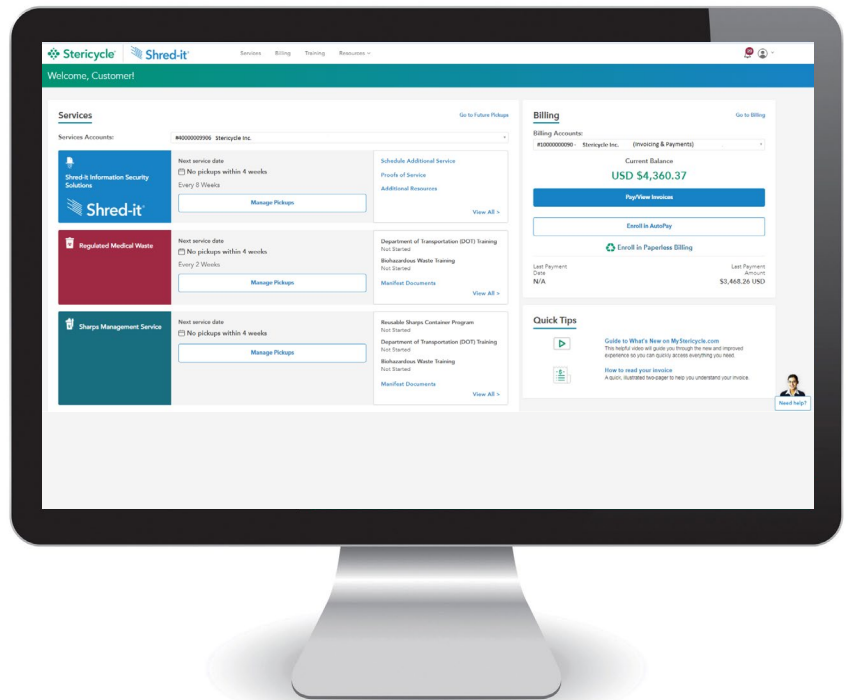 Stericycle® Shred-it®
Services Billing Training Resources
Welcome, Customer!
Services
Go to Future Pickups
Services Accounts:
#40000009906 Stericycle Inc.
Shred-it Information Security
Solutions
Shred-it®
Next service date
No pickups within 4 weeks
Every 8 Weeks
Manage Pickups
Schedule Additional Service
Proofs of Service
Additional Resources
View All >
Regulated Medical Waste
Next service date
No pickups within 4 weeks
Every 2 Weeks
Manage Pickups
Department of Transportation (DOT) Training
Not Started
Biohazardous Waste Training
Not Started
Manifest Documents
View All >
Sharps Management Service
Next service date
No pickups within 4 weeks
Manage Pickups
Reusable Sharps Container Program
Not Started
Department of Transportation (DOT) Training
Not Started
Biohazardous Waste Training
Not Started
Manifest Documents
View All >
Billing
Go to Billing
Billing Accounts:
#10000000090 - Stericycle Inc. (Invoicing & Payments)
Current Balance
USD $4,360.37
Pay/View Invoices
Enroll in AutoPay
Enroll in Paperless Billing
Last Payment
Date
N/A
Last Payment
Amount
$3,468.26 USD
Quick Tips
Guide to What's New on MyStericycle.com
This helpful video will guide you through the new and improved
experience so you can quickly access everything you need.
How to read your invoice
A quick, illustrated two-pager to help you understand your invoice.
Need help?